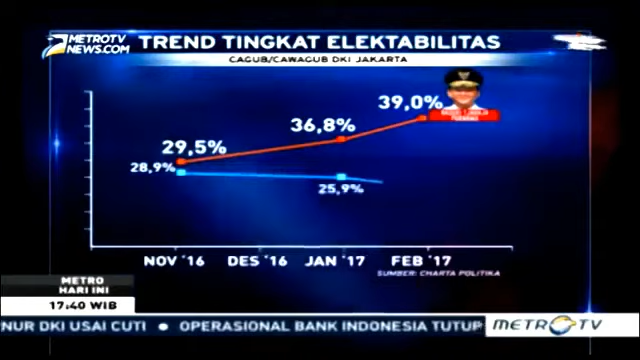 METROTV
NEWS.COM
TREND TINGKAT ELEKTABILITAS
CAGUB/CAWAGUB DKI JAKARTA
39,0%
36,8%
29,5%
28,9%
25,9%
NOV '16 DES '16 JAN '17 FEB '17
SUMBER: CHARTA POLITIKA
METRO
HARI INI
17:40 WIB
NUR DKI USAI CUTI • OPERASIONAL BANK INDONESIA TUTUP
METRO TV